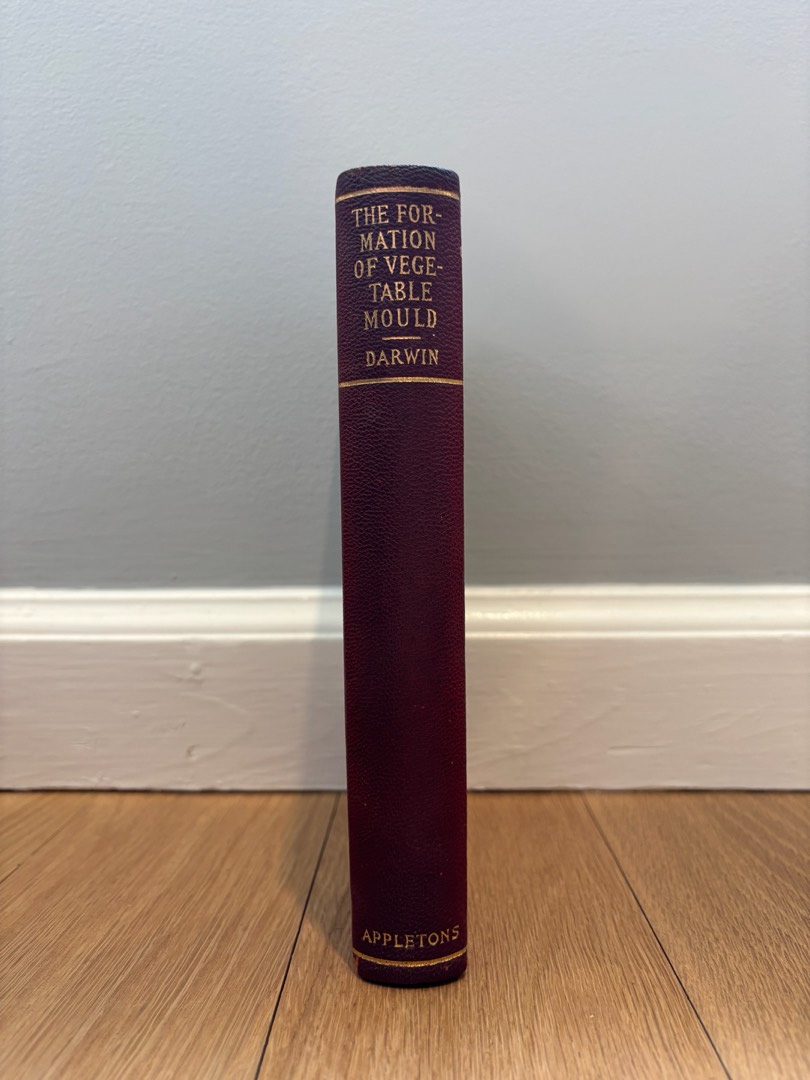 THE FOR-
MATION
OF VEGE-
TABLE
MOULD
DARWIN
APPLETONS